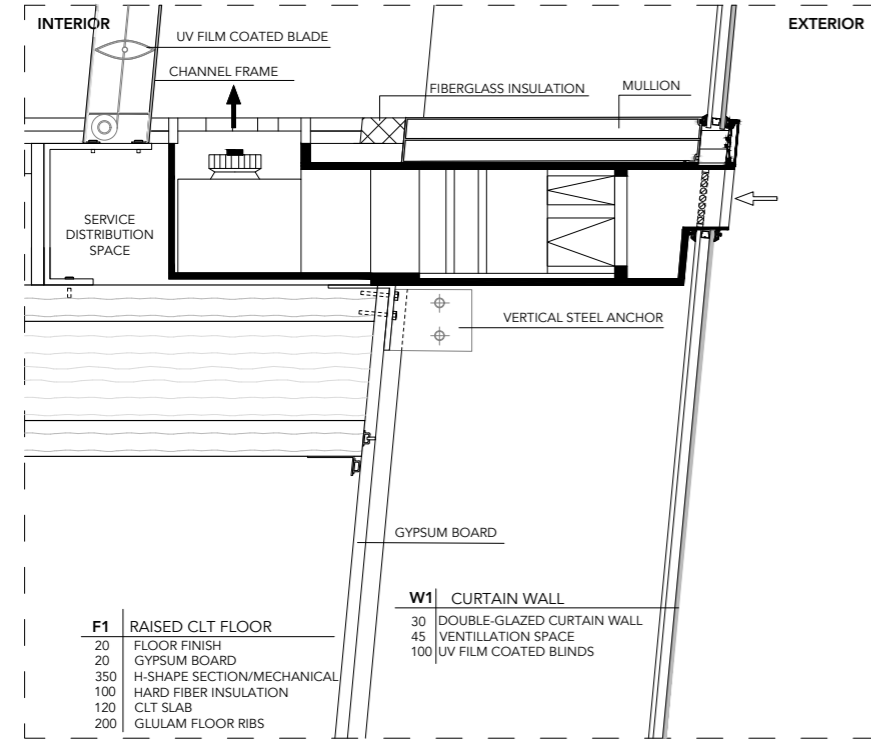 INTERIOR
EXTERIOR
UV FILM COATED BLADE
CHANNEL FRAME
FIBERGLASS INSULATION
MULLION
SERVICE
DISTRIBUTION
SPACE
VERTICAL STEEL ANCHOR
GYPSUM BOARD
F1 RAISED CLT FLOOR
20 FLOOR FINISH
20 GYPSUM BOARD
350 H-SHAPE SECTION/MECHANICAL
100 HARD FIBER INSULATION
120 CLT SLAB
200 GLULAM FLOOR RIBS
W1 CURTAIN WALL
30 DOUBLE-GLAZED CURTAIN WALL
45 VENTILLATION SPACE
100 UV FILM COATED BLINDS